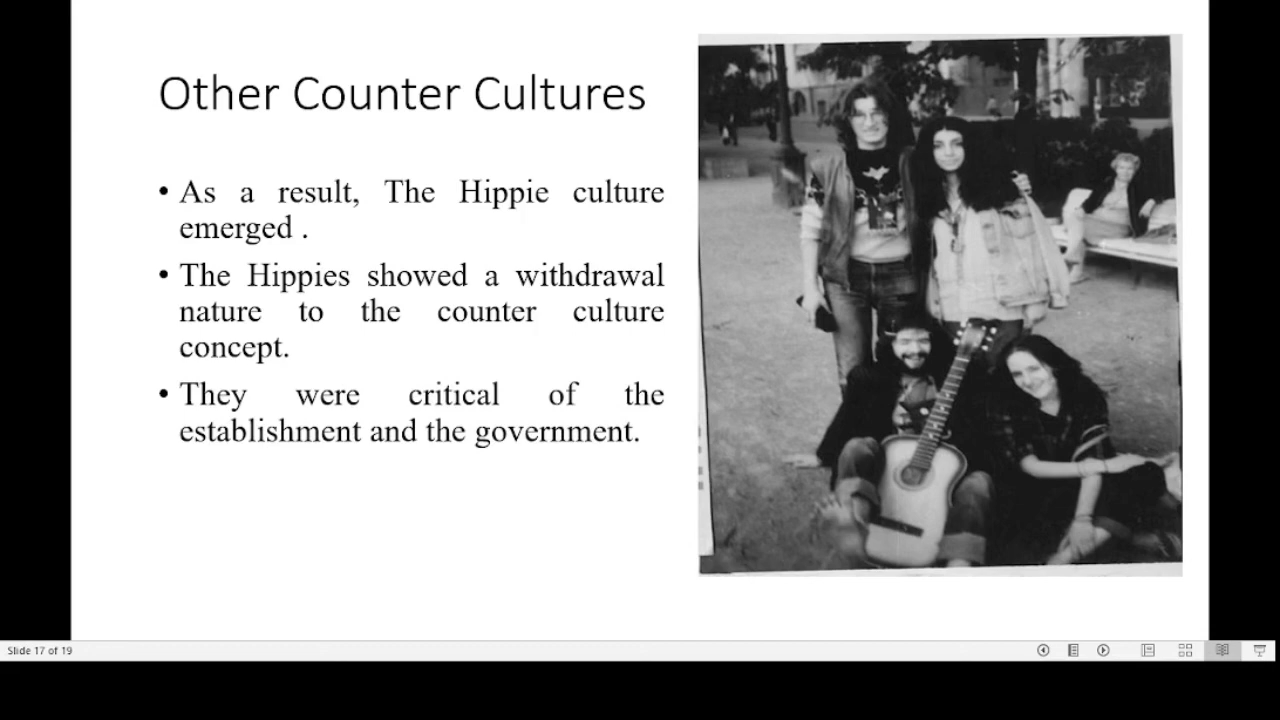 Other Counter Cultures
• As a result, The Hippie culture
emerged .
• The Hippies showed a withdrawal
nature to the counter culture
concept.
• They were critical of the
establishment and the government.
Slide 17 of 19